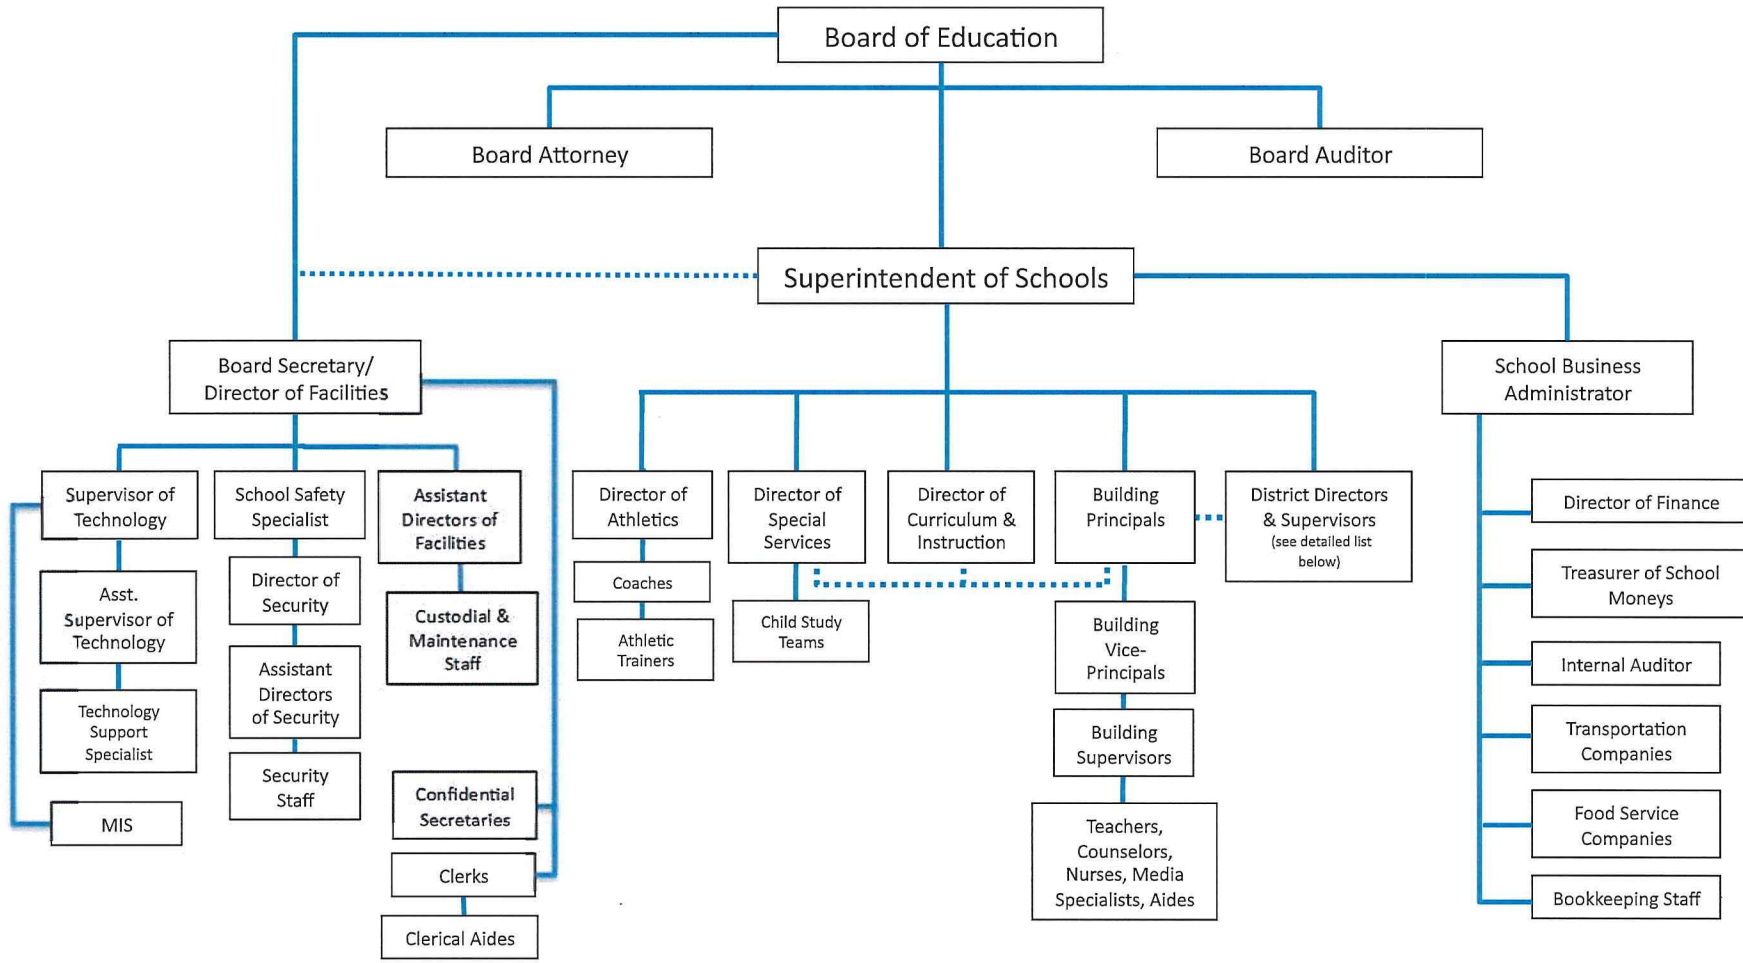 Board of Education
Board Attorney
Board Auditor
Superintendent of Schools
Board Secretary/
Director of Facilities
School Business
Administrator
Supervisor of
Technology
School Safety
Specialist
Assistant
Directors of
Facilities
Director of
Athletics
Director of
Special
Services
Director of
Curriculum &
Instruction
Building
Principals
District Directors
& Supervisors
(see detailed list
below)
Director of Finance
Asst.
Supervisor of
Technology
Director of
Security
Custodial &
Maintenance
Staff
Coaches
Athletic
Trainers
Child Study
Teams
Building
Vice-
Principals
Treasurer of School
Moneys
Technology
Support
Specialist
Assistant
Directors
of Security
Internal Auditor
Building
Supervisors
Transportation
Companies
MIS
Security
Staff
Confidential
Secretaries
Teachers,
Counselors,
Nurses, Media
Specialists, Aides
Food Service
Companies
Clerks
Clerical Aides
Bookkeeping Staff